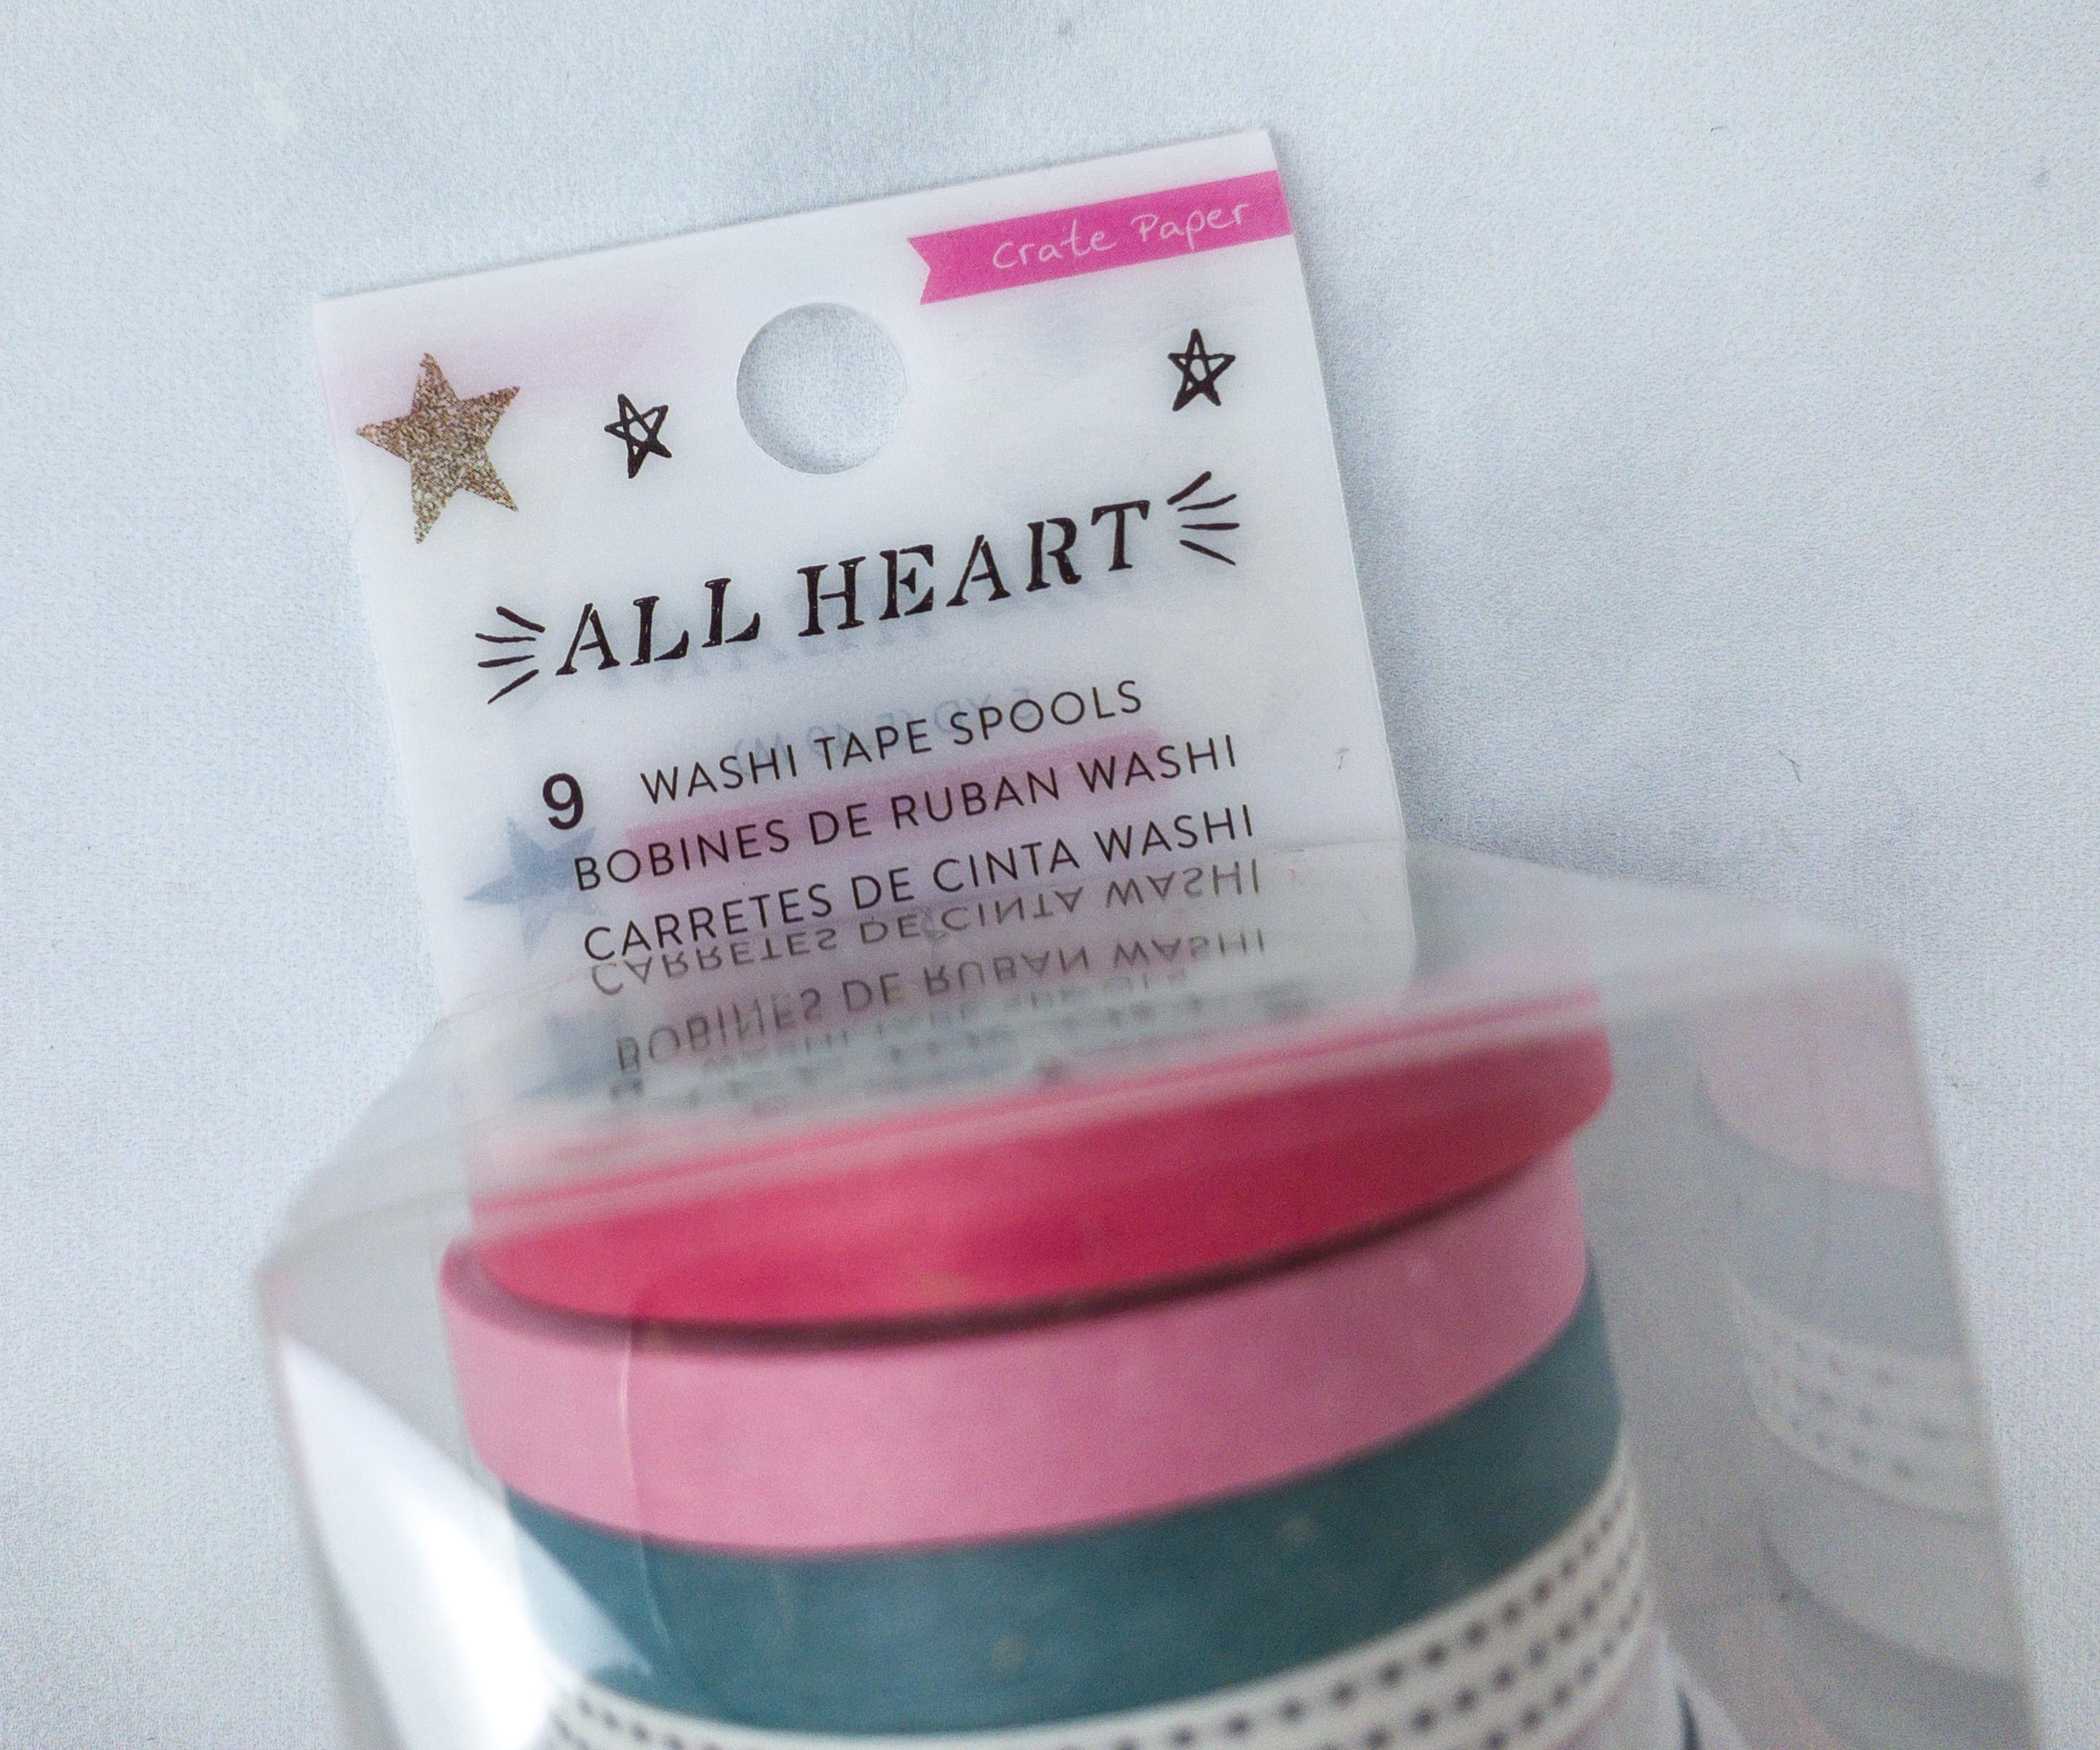 Crate Paper
ALL HEART
9 WASHI TAPE SPOOLS
BOBINES DE RUBAN WASHI
CARRETES DE CINTA WASHI